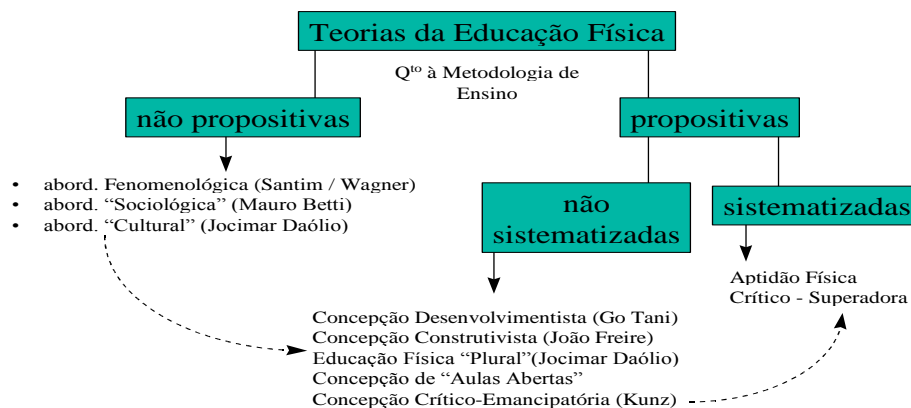 Teorias da Educação Física
Qto à Metodologia de
Ensino
não propositivas
propositivas
• abord. Fenomenológica (Santim / Wagner)
• abord. “Sociológica” (Mauro Betti)
• abord. “Cultural” (Jocimar Daólio)
não
sistematizadas
sistematizadas
Aptidão Física
Crítico - Superadora
Concepção Desenvolvimentista (Go Tani)
Concepção Construtivista (João Freire)
Educação Física “Plural”(Jocimar Daólio)
Concepção de “Aulas Abertas”
Concepção Crítico-Emancipatória (Kunz)